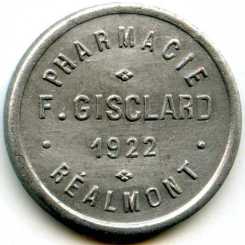 PHARMACIE
F. GISCLARD
1922
RÉALMONT